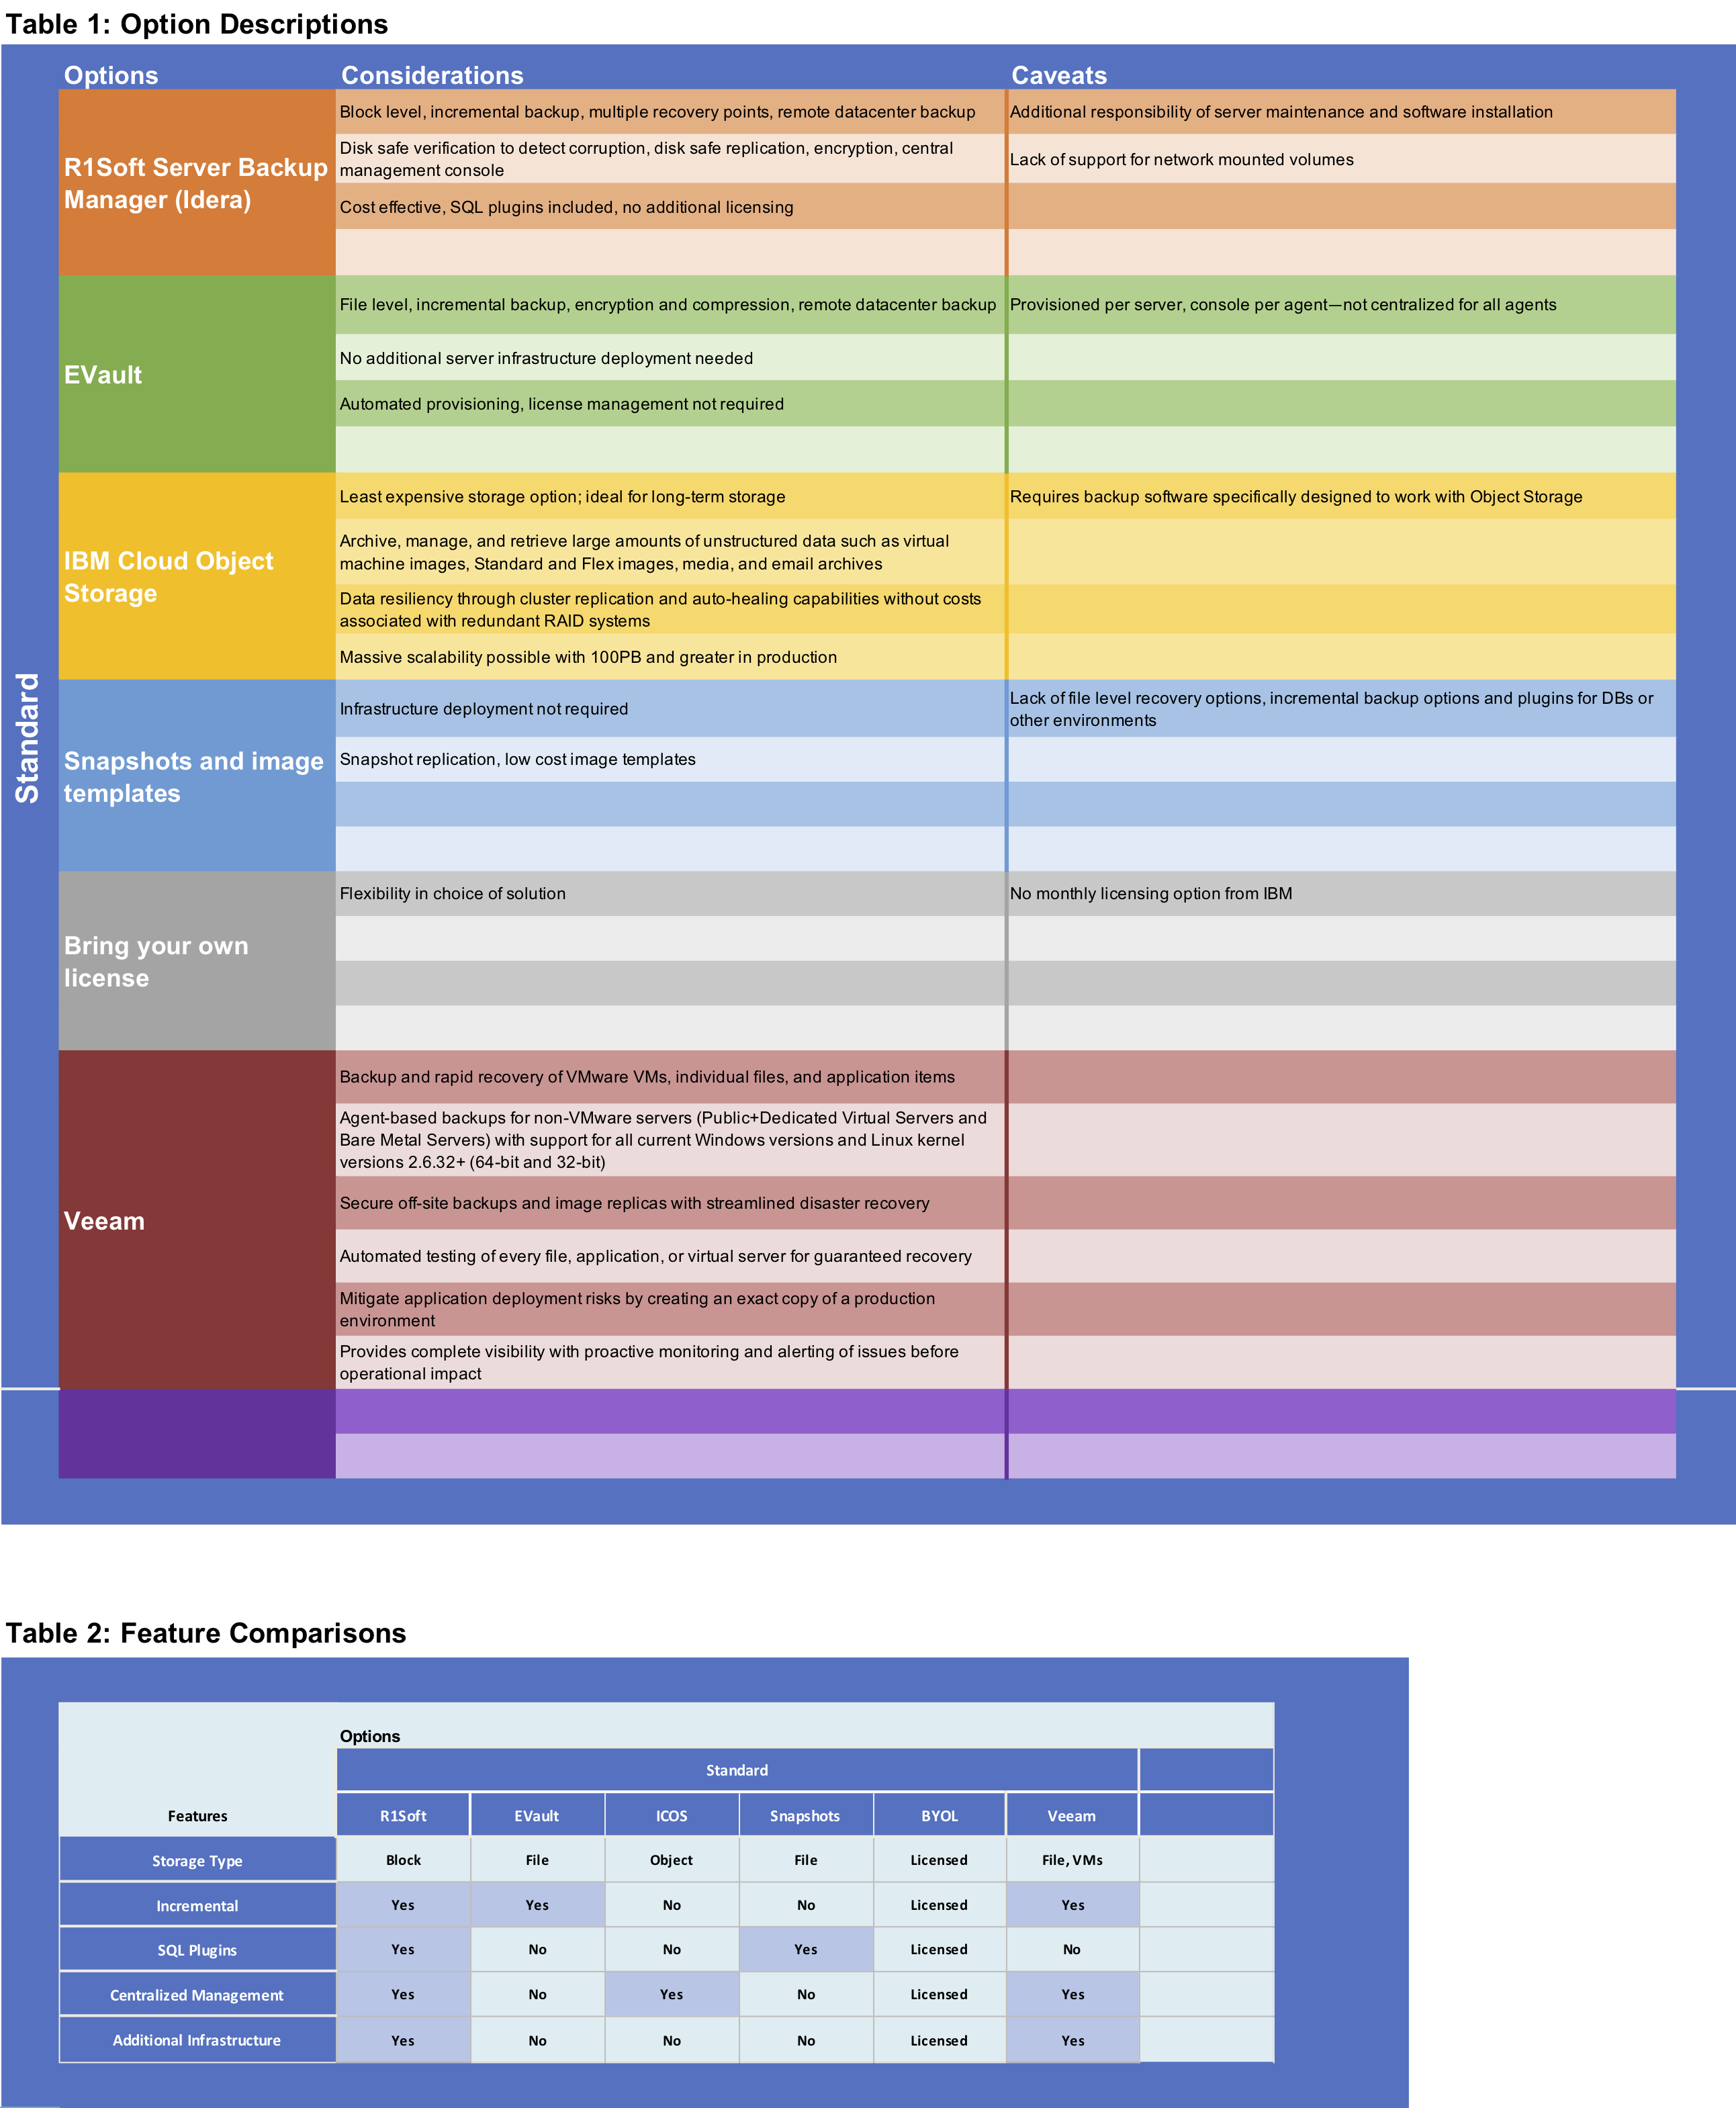 Table 1: Option Descriptions
Options Considerations Caveats
Standard
R1Soft Server Backup
Manager (Idera)
Block level, incremental backup, multiple recovery points, remote datacenter backup
Additional responsibility of server maintenance and software installation
Disk safe verification to detect corruption, disk safe replication, encryption, central
management console
Lack of support for network mounted volumes
Cost effective, SQL plugins included, no additional licensing
EVault
File level, incremental backup, encryption and compression, remote datacenter backup
Provisioned per server, console per agent—not centralized for all agents
No additional server infrastructure deployment needed
Automated provisioning, license management not required
IBM Cloud Object
Storage
Least expensive storage option; ideal for long-term storage
Requires backup software specifically designed to work with Object Storage
Archive, manage, and retrieve large amounts of unstructured data such as virtual
machine images, Standard and Flex images, media, and email archives
Data resiliency through cluster replication and auto-healing capabilities without costs
associated with redundant RAID systems
Massive scalability possible with 100PB and greater in production
Snapshots and image
templates
Infrastructure deployment not required
Lack of file level recovery options, incremental backup options and plugins for DBs or
other environments
Snapshot replication, low cost image templates
Bring your own
license
Flexibility in choice of solution
No monthly licensing option from IBM
Veeam
Backup and rapid recovery of VMware VMs, individual files, and application items
Agent-based backups for non-VMware servers (Public+Dedicated Virtual Servers and
Bare Metal Servers) with support for all current Windows versions and Linux kernel
versions 2.6.32+ (64-bit and 32-bit)
Secure off-site backups and image replicas with streamlined disaster recovery
Automated testing of every file, application, or virtual server for guaranteed recovery
Mitigate application deployment risks by creating an exact copy of a production
environment
Provides complete visibility with proactive monitoring and alerting of issues before
operational impact
Table 2: Feature Comparisons
Options
Standard
Features R1Soft EVault ICOS Snapshots BYOL Veeam
Storage Type Block File Object File Licensed File, VMs
Incremental Yes Yes No No Licensed Yes
SQL Plugins Yes No No Yes Licensed No
Centralized Management Yes No Yes No Licensed Yes
Additional Infrastructure Yes No No No Licensed Yes